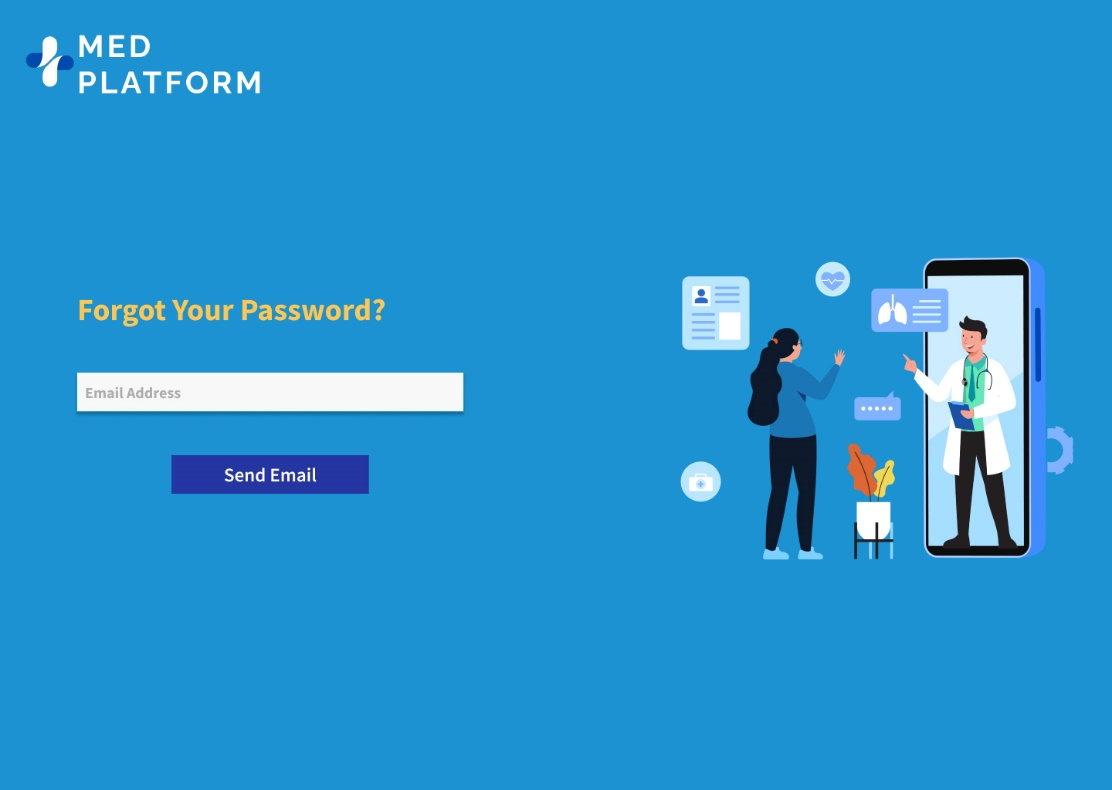 MED
PLATFORM
Forgot Your Password?
Email Address
Send Email